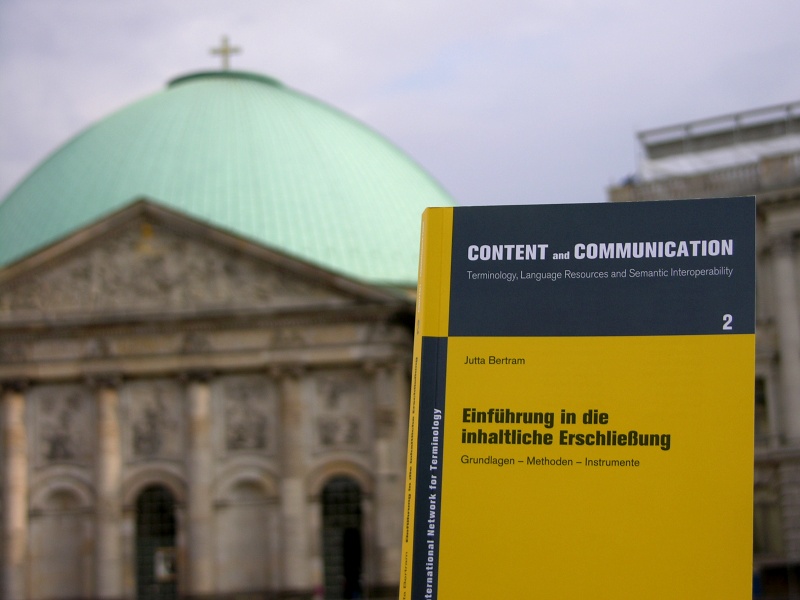 CONTENT and COMMUNICATION
Terminology, Language Resources and Semantic Interoperability
2
Jutta Bertram
Einführung in die
inhaltliche Erschließung
Grundlagen – Methoden – Instrumente
Network for Terminology